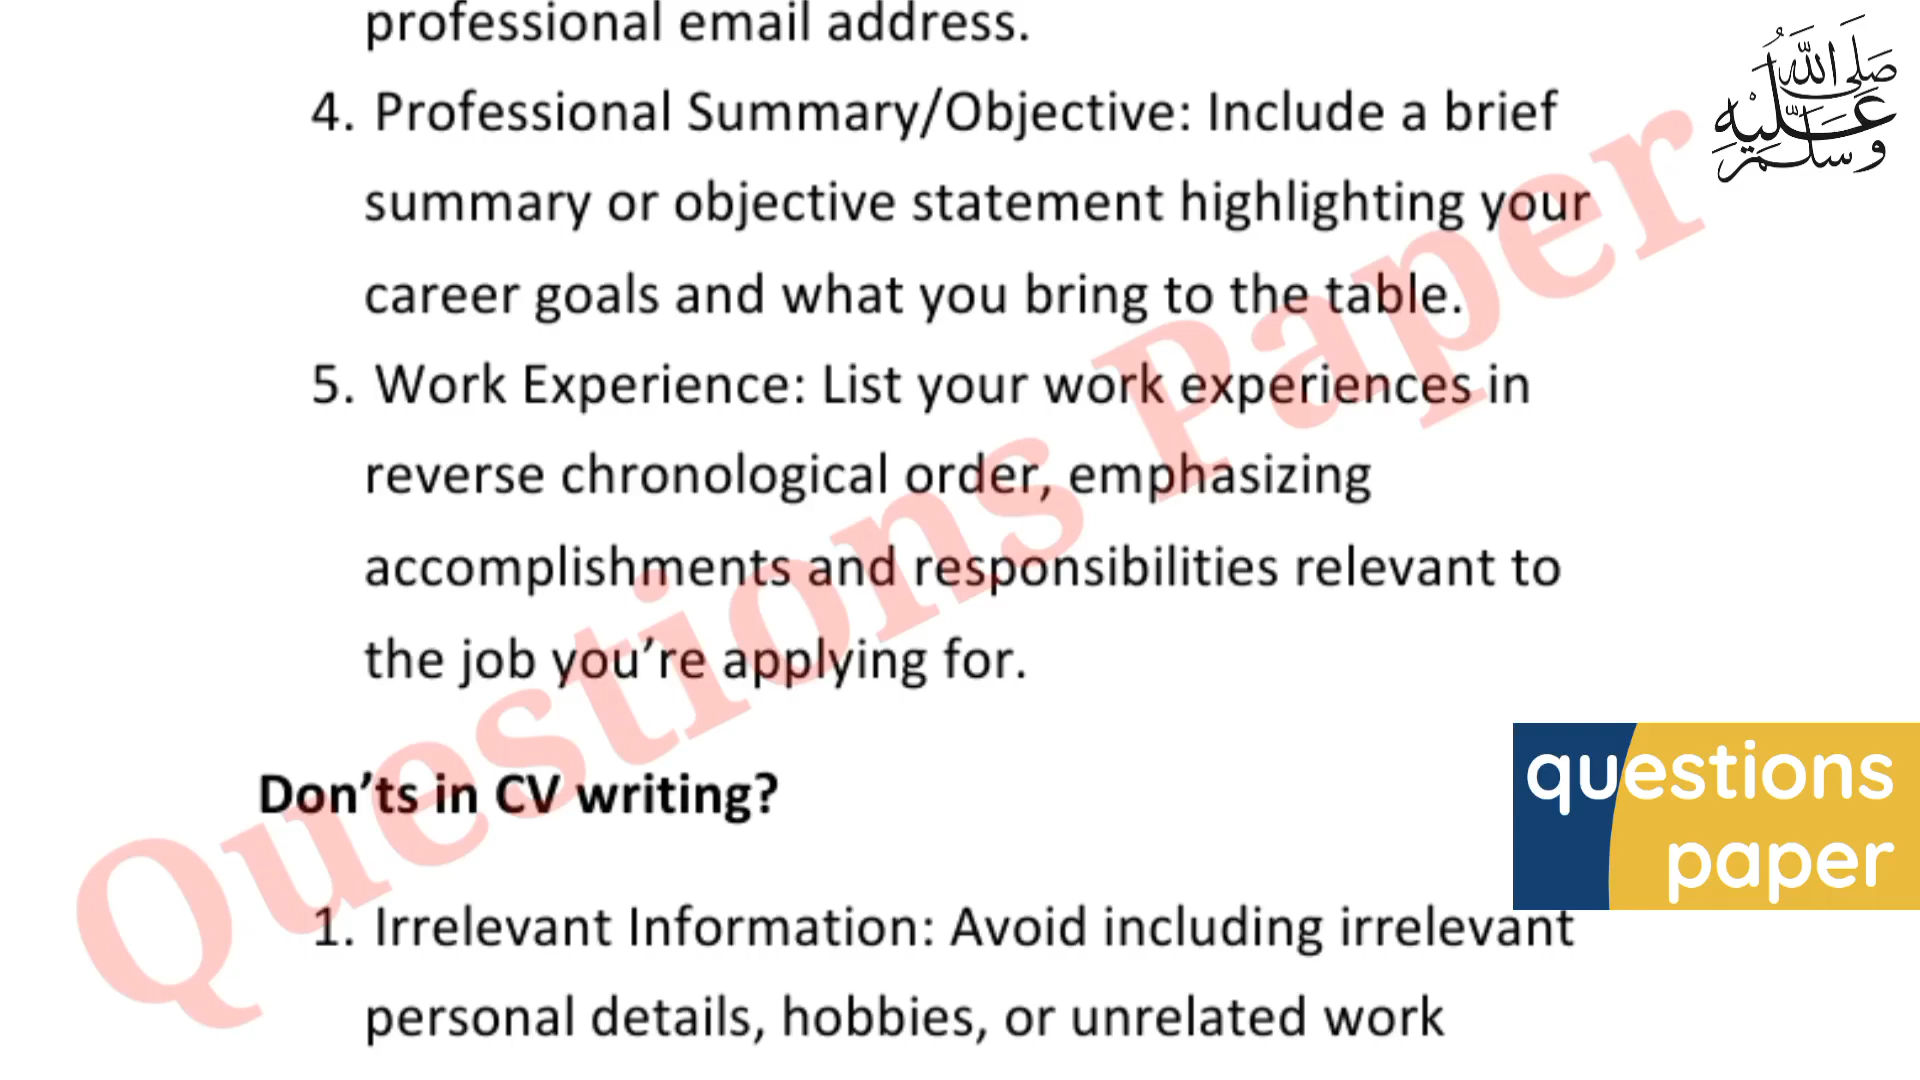 professional email address.
4. Professional Summary/Objective: Include a brief
summary or objective statement highlighting your
career goals and what you bring to the table.
5. Work Experience: List your work experiences in
reverse chronological order, emphasizing
accomplishments and responsibilities relevant to
the job you’re applying for.
Don’ts in CV writing?
1. Irrelevant Information: Avoid including irrelevant
personal details, hobbies, or unrelated work
Questions Paper
صلى الله
عليه
وسلم
questions
paper